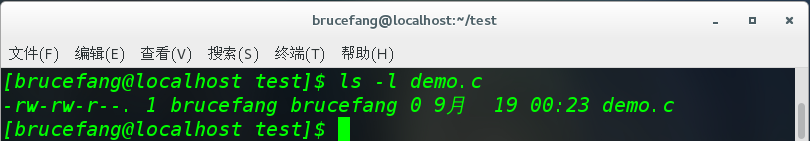 brucefang@localhost:~/test
文件(F) 编辑(E) 查看(V) 搜索(S) 终端(T) 帮助(H)
[brucefang@localhost test]$ ls -l demo.c
-rw-rw-r--. 1 brucefang brucefang 0 9月  19 00:23 demo.c
[brucefang@localhost test]$